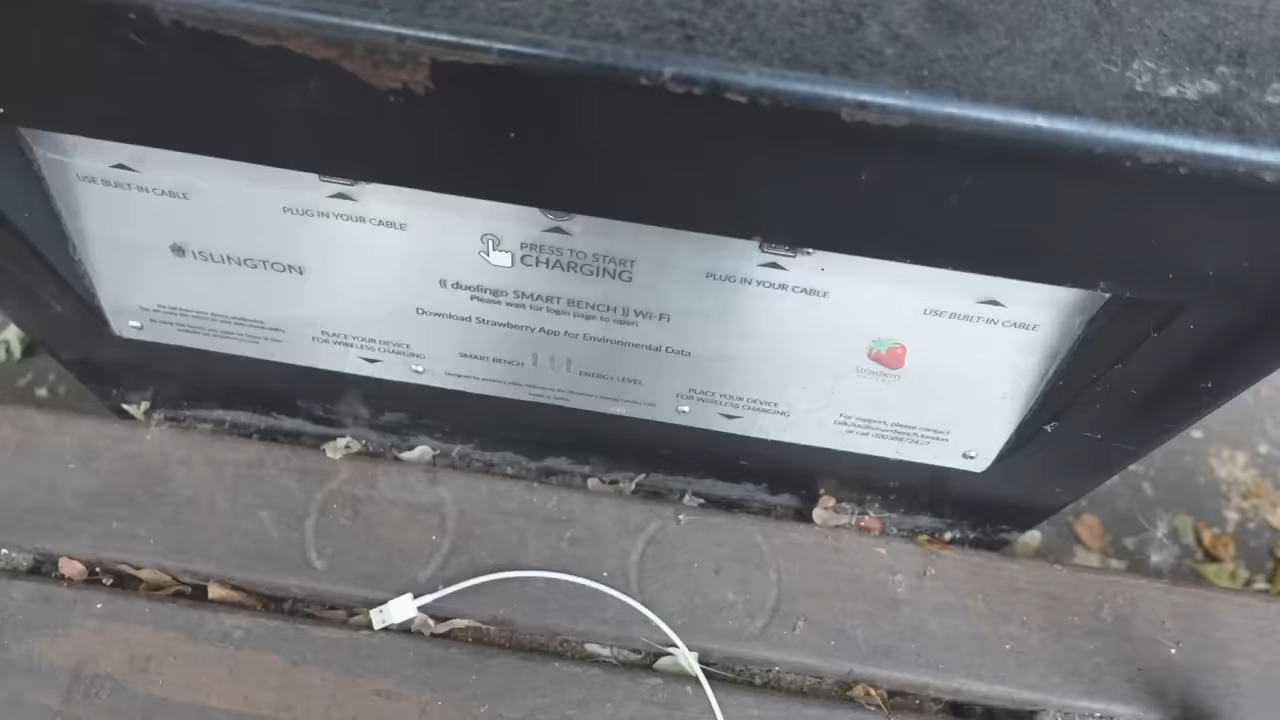 USE BUILT-IN CABLE
PLUG IN YOUR CABLE
PRESS TO START
CHARGING
PLUG IN YOUR CABLE
USE BUILT-IN CABLE
ISLINGTON
(( duolingo SMART BENCH )) Wi-Fi
Please wait for login page to open
Download Strawberry App for Environmental Data
PLACE YOUR DEVICE
FOR WIRELESS CHARGING
SMART BENCH
ENERGY LEVEL
PLACE YOUR DEVICE
FOR WIRELESS CHARGING
Strawberry
For support, please contact
or call 02038872427